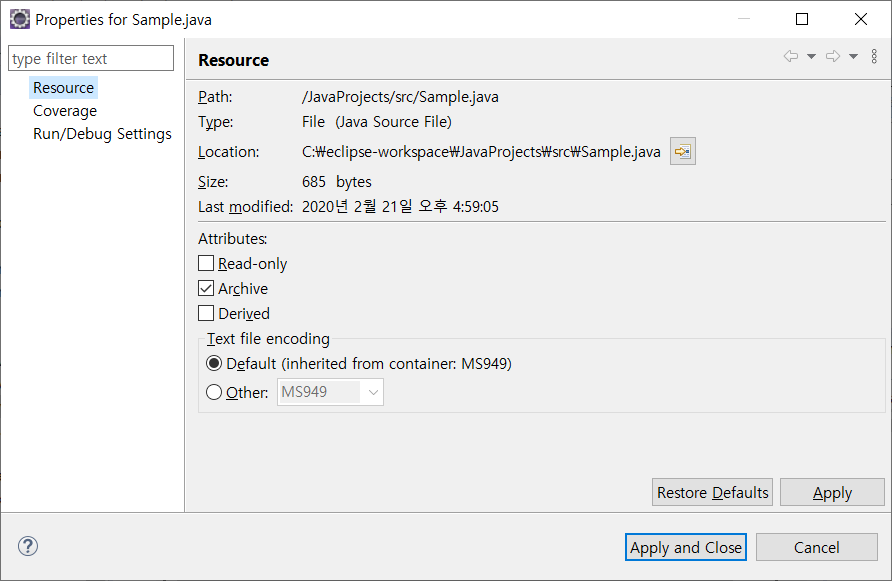 Properties for Sample.java
type filter text
Resource
Coverage
Run/Debug Settings
Resource
Path: /JavaProjects/src/Sample.java
Type: File (Java Source File)
Location: C:₩eclipse-workspace₩JavaProjects₩src₩Sample.java
Size: 685 bytes
Last modified: 2020년 2월 21일 오후 4:59:05
Attributes:
Read-only
Archive
Derived
Text file encoding
Default (inherited from container: MS949)
Other: MS949
Restore Defaults Apply
? Apply and Close Cancel